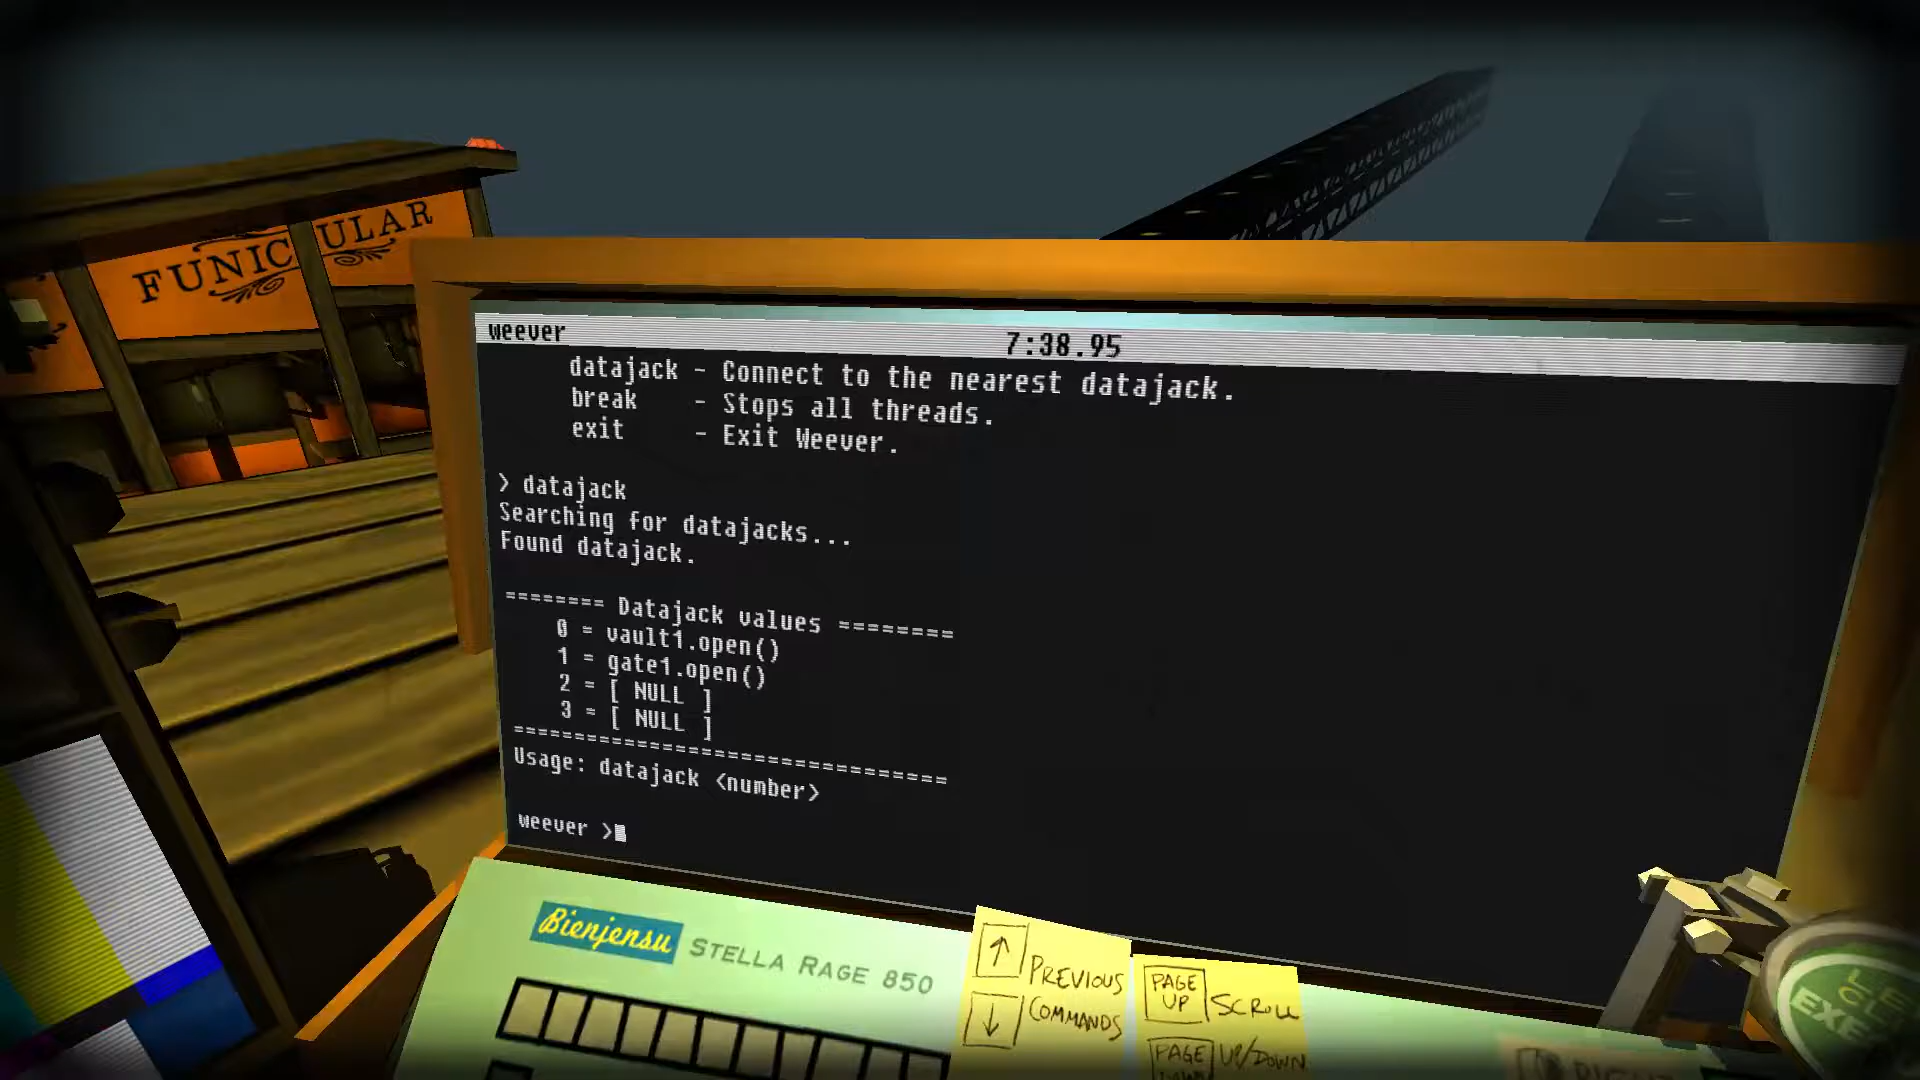 FUNICULAR
weever 7:38.95
datajack - Connect to the nearest datajack.
break - Stops all threads.
exit - Exit Weever.
> datajack
Searching for datajacks...
Found datajack.
======== Datajack values ========
0 = vault1.open()
1 = gate1.open()
2 = [ NULL ]
3 = [ NULL ]
==================================
Usage: datajack <number>
weever >
Bienjensu STELLA RAGE 850
↑ PREVIOUS
↓ COMMANDS
PAGE UP SCROLL
PAGE UP/DOWN